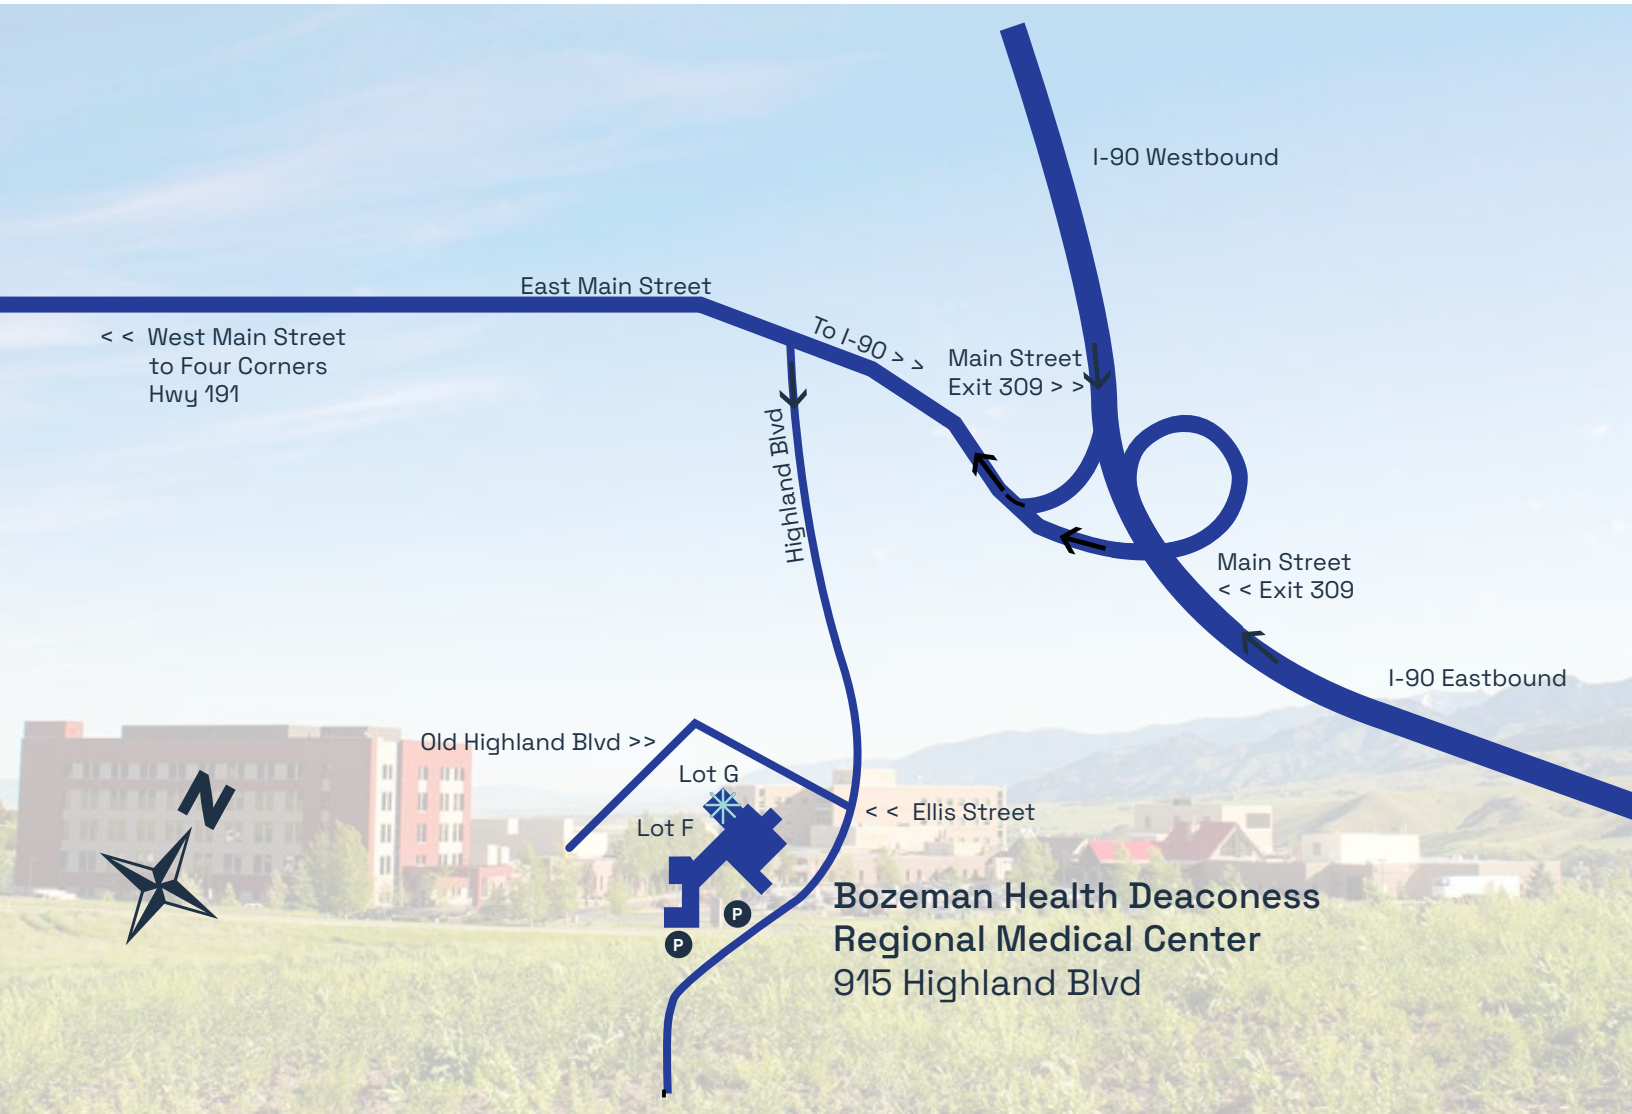 I-90 Westbound
East Main Street
< < West Main Street
to Four Corners
Hwy 191
To I-90 > >
Main Street
Exit 309 > >
Highland Blvd
Main Street
< < Exit 309
I-90 Eastbound
Old Highland Blvd >>
Lot G
N
Lot F
< < Ellis Street
Bozeman Health Deaconess
Regional Medical Center
915 Highland Blvd
P
P